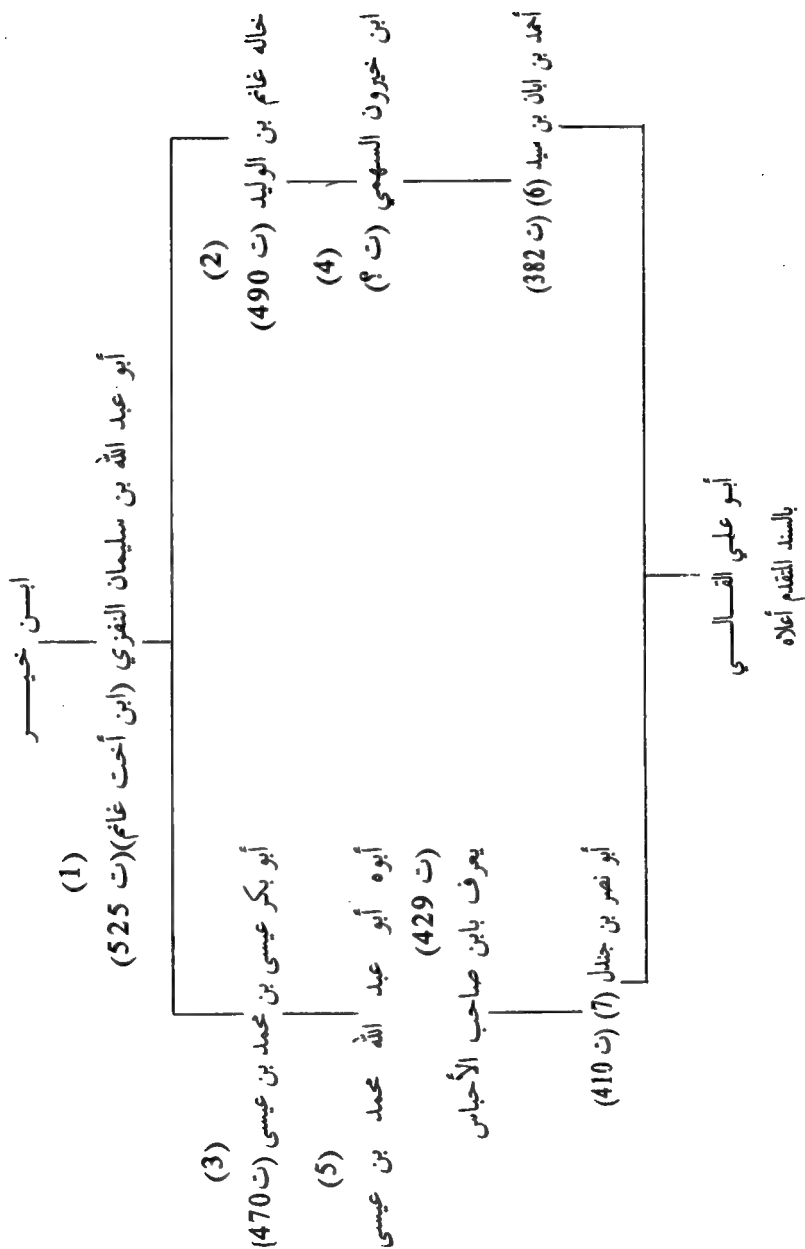 ابن خير
(1)
أبو عبد الله بن سليمان النفزي (ابن أخت غانم)(ت 525)
(2)
خاله غانم بن الوليد (ت 490)
(3)
أبو بكر عيسى بن محمد بن عيسى (ت 470)
(4)
ابن خيرون السهمي (ت ؟)
(5)
أبوه أبو عبد الله محمد بن عيسى
يعرف بابن صاحب الأحباس (ت 429)
أحمد بن ابان بن سيد (6) (ت 382)
أبو نصر بن جندل (7) (ت 410)
أبو علي القالي
بالسند المتقدم أعلاه